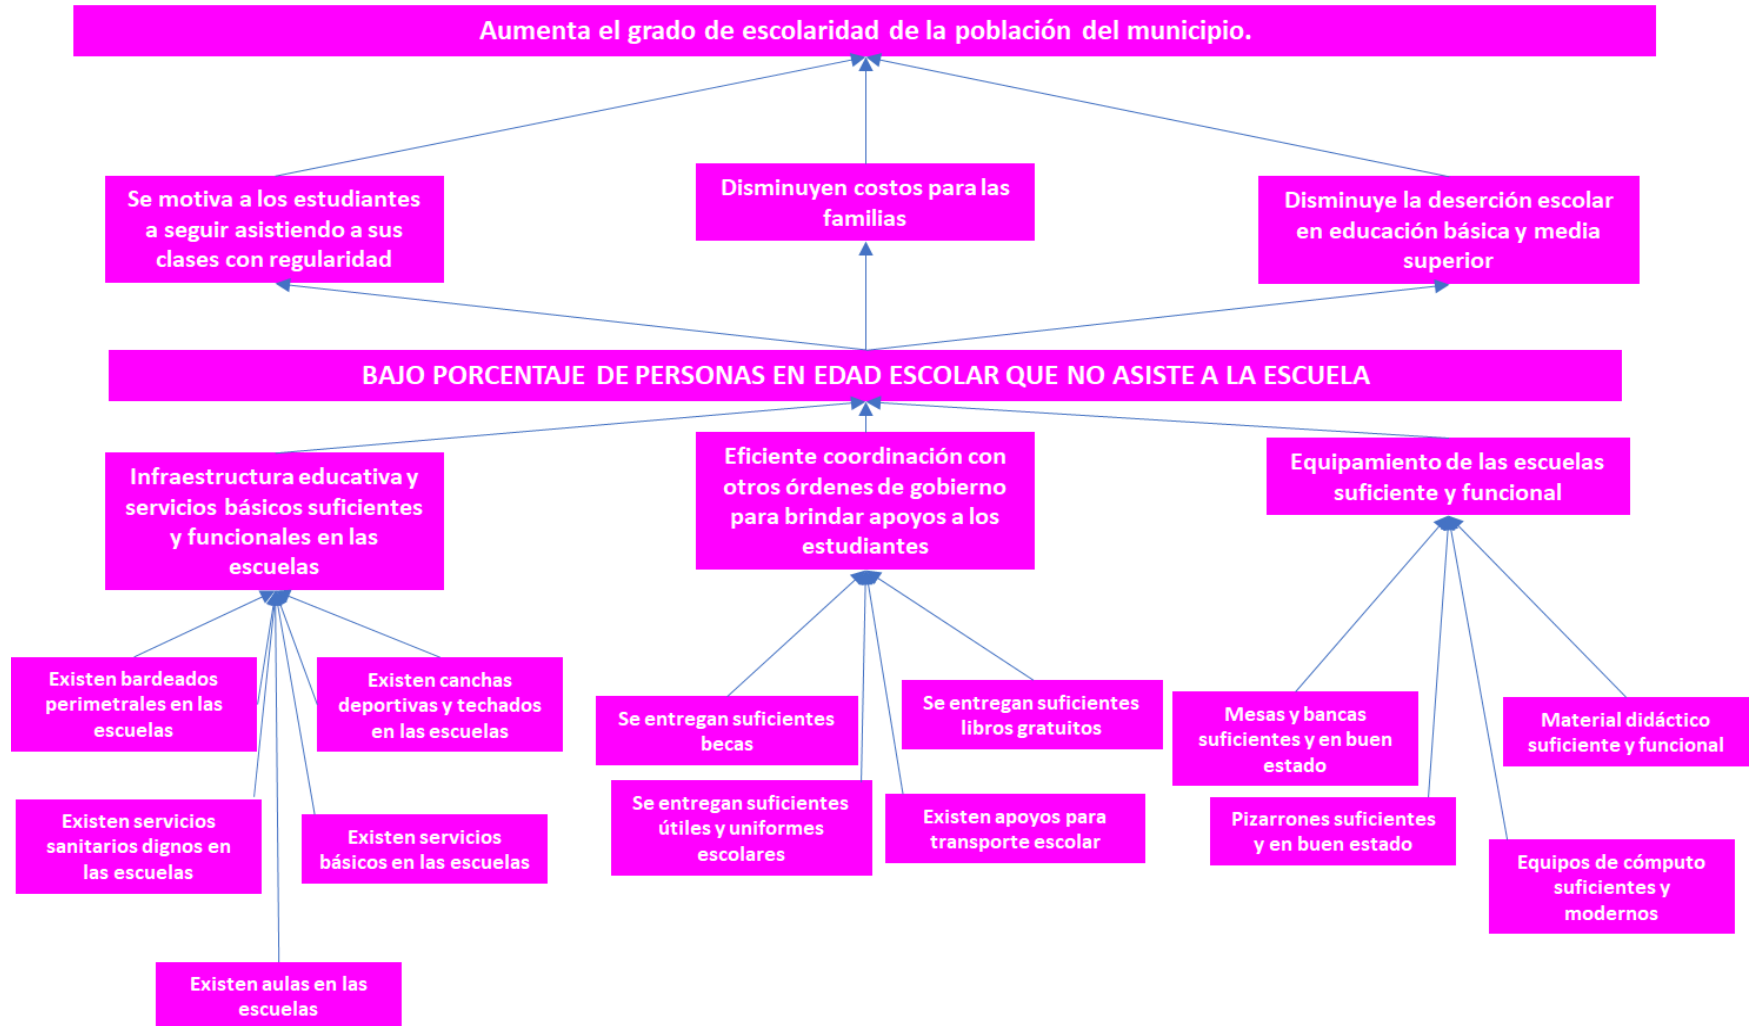 Aumenta el grado de escolaridad de la población del municipio.
Se motiva a los estudiantes
a seguir asistiendo a sus
clases con regularidad
Disminuyen costos para las
familias
Disminuye la deserción escolar
en educación básica y media
superior
BAJO PORCENTAJE DE PERSONAS EN EDAD ESCOLAR QUE NO ASISTE A LA ESCUELA
Infraestructura educativa y
servicios básicos suficientes
y funcionales en las
escuelas
Eficiente coordinación con
otros órdenes de gobierno
para brindar apoyos a los
estudiantes
Equipamiento de las escuelas
suficiente y funcional
Existen bardeados
perimetrales en las
escuelas
Existen canchas
deportivas y techados
en las escuelas
Existen servicios
sanitarios dignos en
las escuelas
Existen servicios
básicos en las escuelas
Existen aulas en las
escuelas
Se entregan suficientes
becas
Se entregan suficientes
libros gratuitos
Se entregan suficientes
útiles y uniformes
escolares
Existen apoyos para
transporte escolar
Mesas y bancas
suficientes y en buen
estado
Material didáctico
suficiente y funcional
Pizarrones suficientes
y en buen estado
Equipos de cómputo
suficientes y
modernos